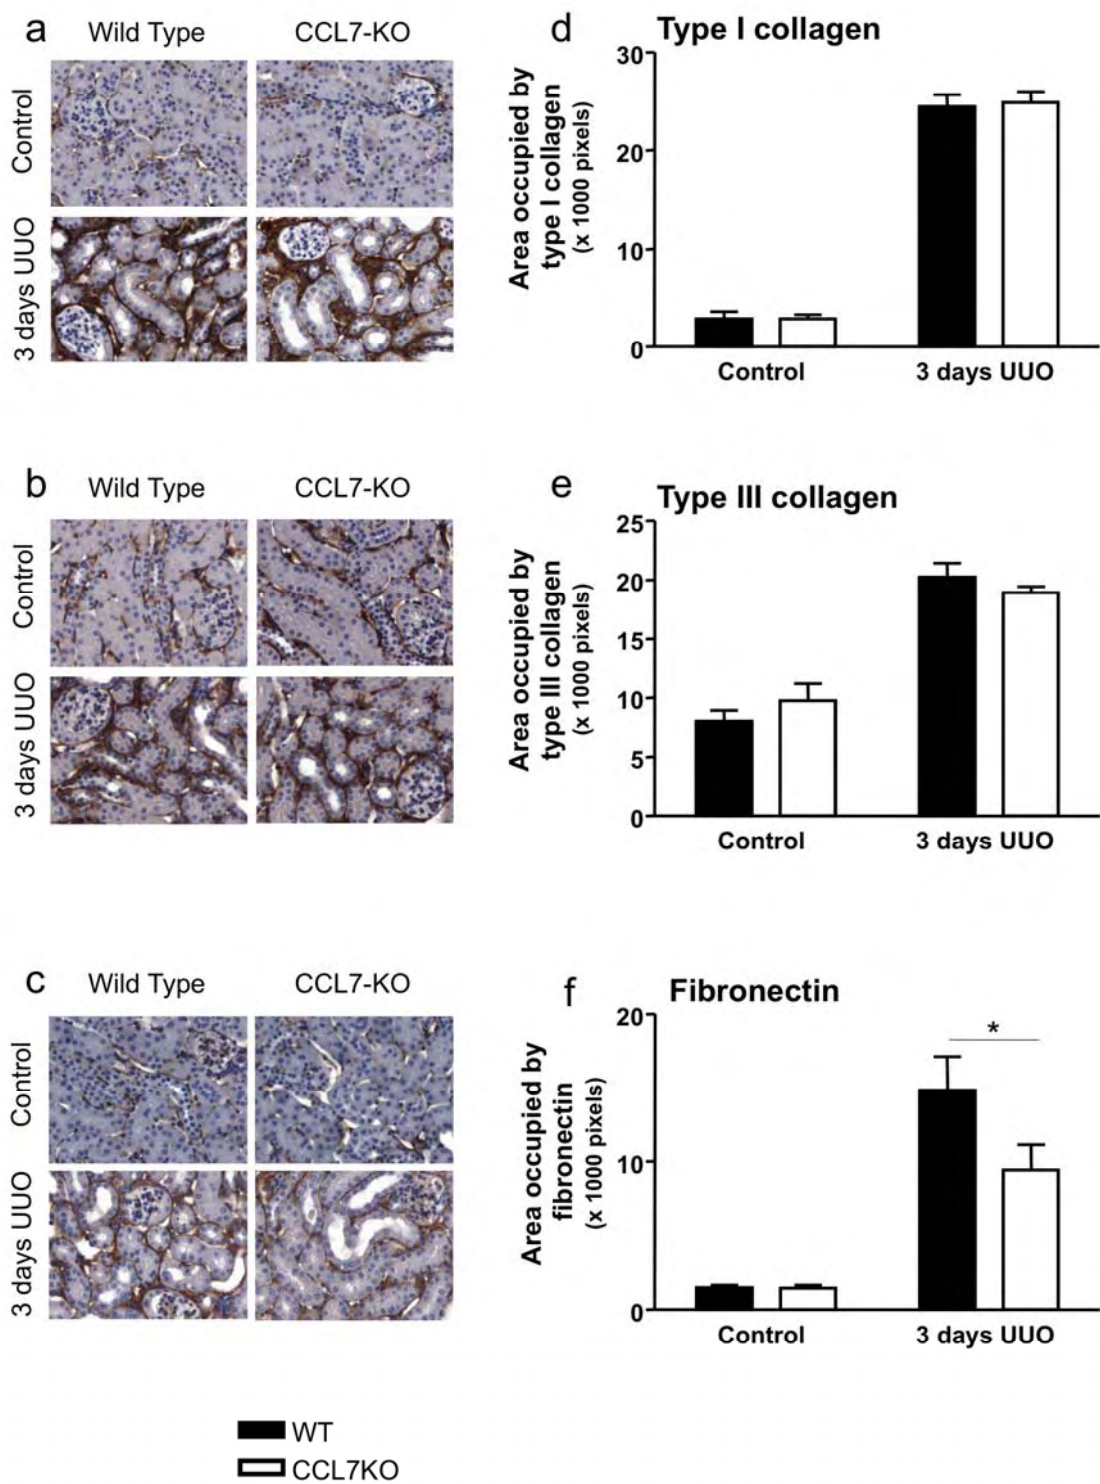 a
Wild Type
CCL7-KO
Control
3 days UUO
d
Type I collagen
Area occupied by
type I collagen
(x 1000 pixels)
30
20
10
0
Control
3 days UUO
b
Wild Type
CCL7-KO
Control
3 days UUO
e
Type III collagen
Area occupied by
type III collagen
(x 1000 pixels)
25
20
15
10
5
0
Control
3 days UUO
c
Wild Type
CCL7-KO
Control
3 days UUO
f
Fibronectin
Area occupied by
fibronectin
(x 1000 pixels)
20
10
0
*
Control
3 days UUO
WT
CCL7KO